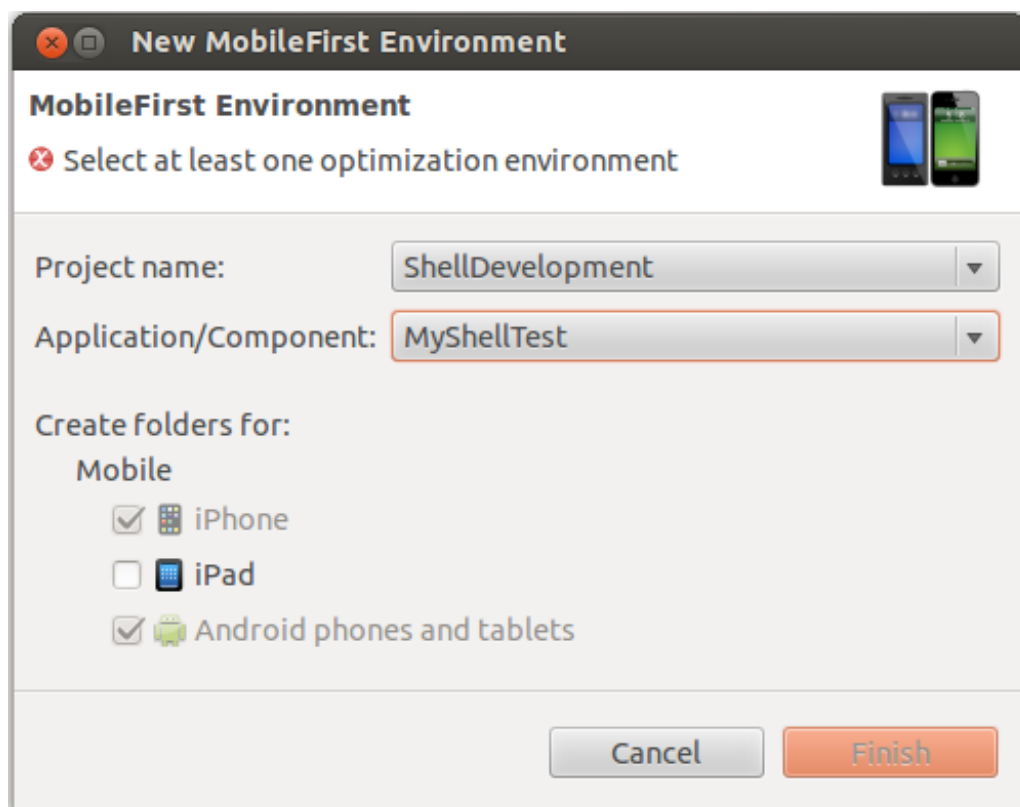 New MobileFirst Environment
MobileFirst Environment
Select at least one optimization environment
Project name: ShellDevelopment
Application/Component: MyShellTest
Create folders for:
Mobile
iPhone
iPad
Android phones and tablets
Cancel Finish